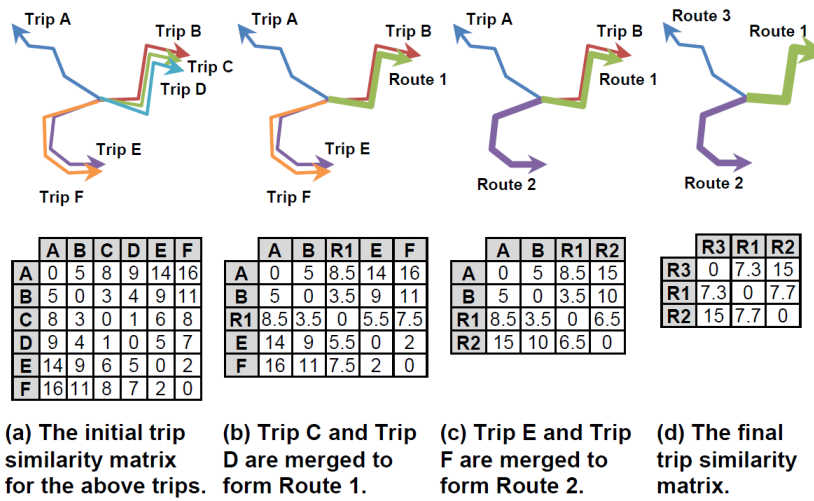 Trip A
Trip B
Trip C
Trip D
Trip E
Trip F
Trip A
Trip B
Route 1
Trip E
Trip F
Trip A
Trip B
Route 1
Route 2
Route 3
Route 1
Route 2
A B C D E F
A 0 5 8 9 14 16
B 5 0 3 4 9 11
C 8 3 0 1 6 8
D 9 4 1 0 5 7
E 14 9 6 5 0 2
F 16 11 8 7 2 0
A B R1 E F
A 0 5 8.5 14 16
B 5 0 3.5 9 11
R1 8.5 3.5 0 5.5 7.5
E 14 9 5.5 0 2
F 16 11 7.5 2 0
A B R1 R2
A 0 5 8.5 15
B 5 0 3.5 10
R1 8.5 3.5 0 6.5
R2 15 10 6.5 0
R3 R1 R2
R3 0 7.3 15
R1 7.3 0 7.7
R2 15 7.7 0
(a) The initial trip
similarity matrix
for the above trips.
(b) Trip C and Trip
D are merged to
form Route 1.
(c) Trip E and Trip
F are merged to
form Route 2.
(d) The final
trip similarity
matrix.